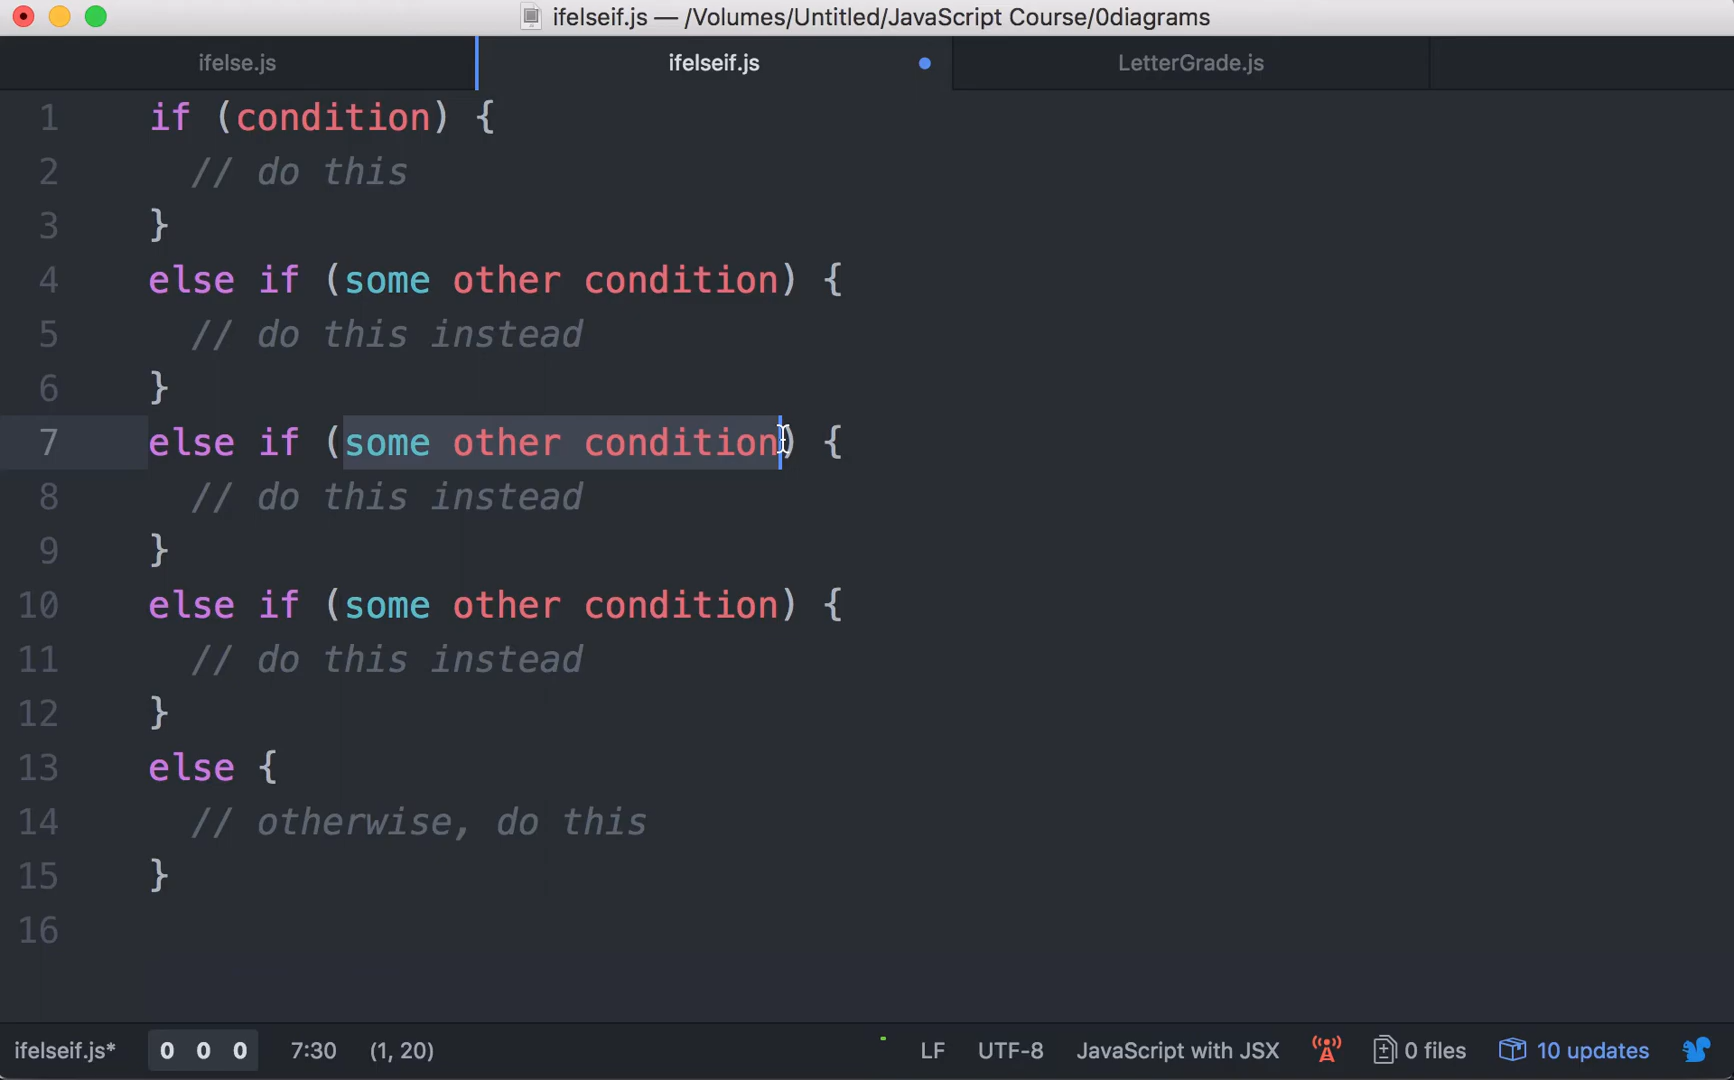 ifelseif.js — /Volumes/Untitled/JavaScript Course/0diagrams
ifelse.js ifelseif.js LetterGrade.js
1 if (condition) {
2 // do this
3 }
4 else if (some other condition) {
5 // do this instead
6 }
7 else if (some other condition) {
8 // do this instead
9 }
10 else if (some other condition) {
11 // do this instead
12 }
13 else {
14 // otherwise, do this
15 }
16
ifelseif.js* 0 0 0 7:30 (1, 20) LF UTF-8 JavaScript with JSX 0 files 10 updates